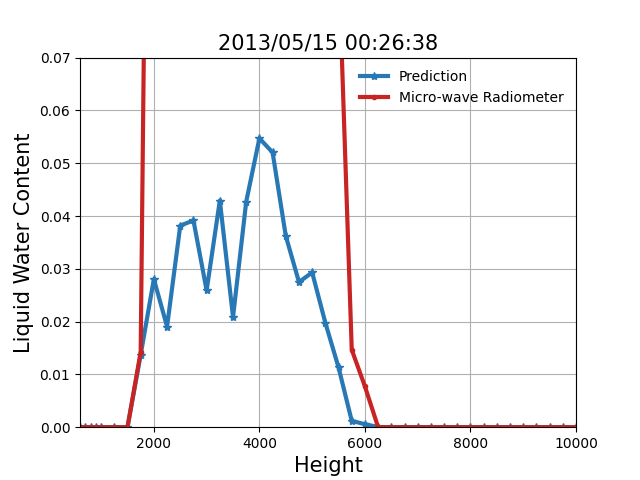 2013/05/15 00:26:38
0.07
0.06
0.05
0.04
0.03
0.02
0.01
0.00
Liquid Water Content
Prediction
Micro-wave Radiometer
2000 4000 6000 8000 10000
Height